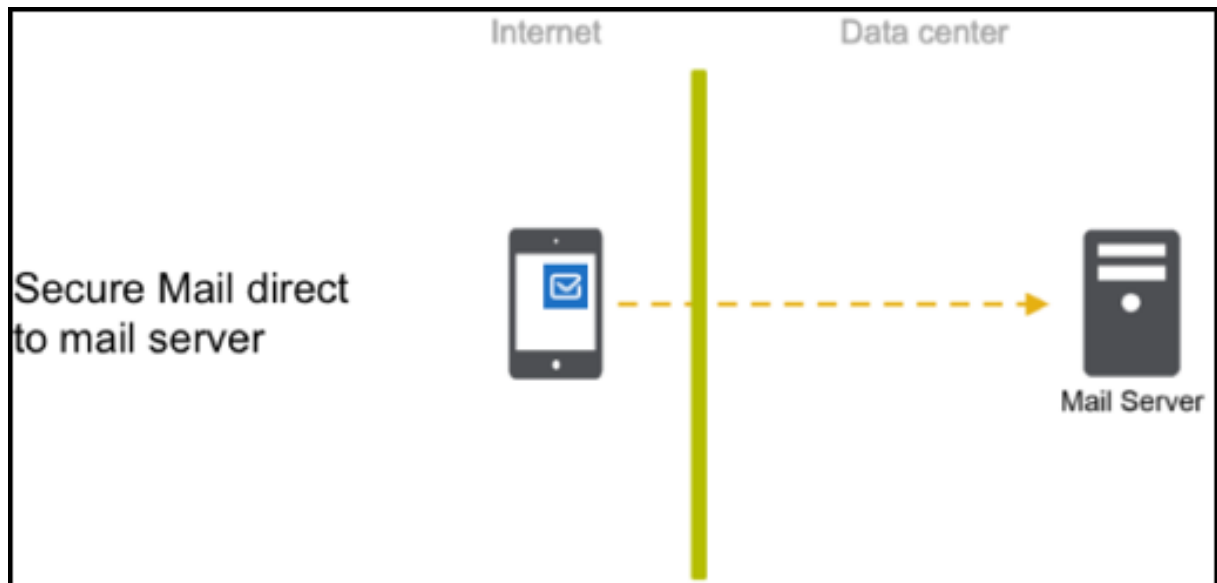 Internet
Data center
Secure Mail direct
to mail server
Mail Server